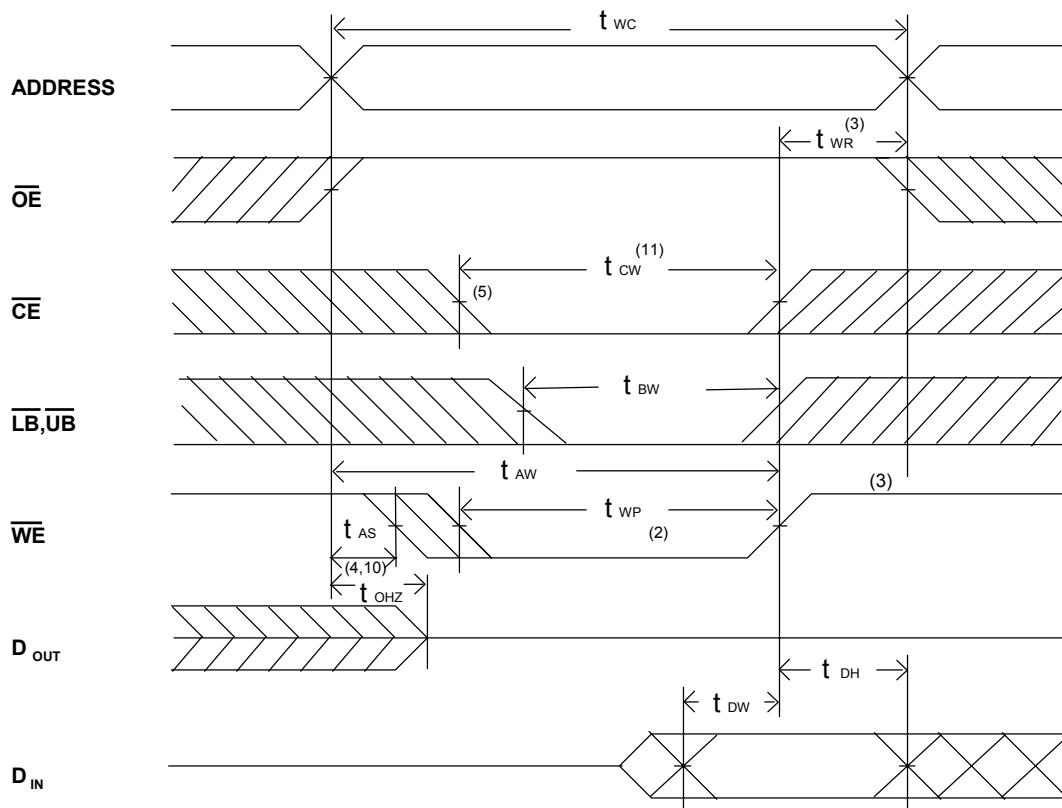 t WC
ADDRESS
t WR (3)
OE
t CW (11)
CE
(5)
t BW
LB,UB
t AW
(3)
WE
t AS
t WP
(2)
(4,10)
t OHZ
D OUT
t DH
t DW
D IN